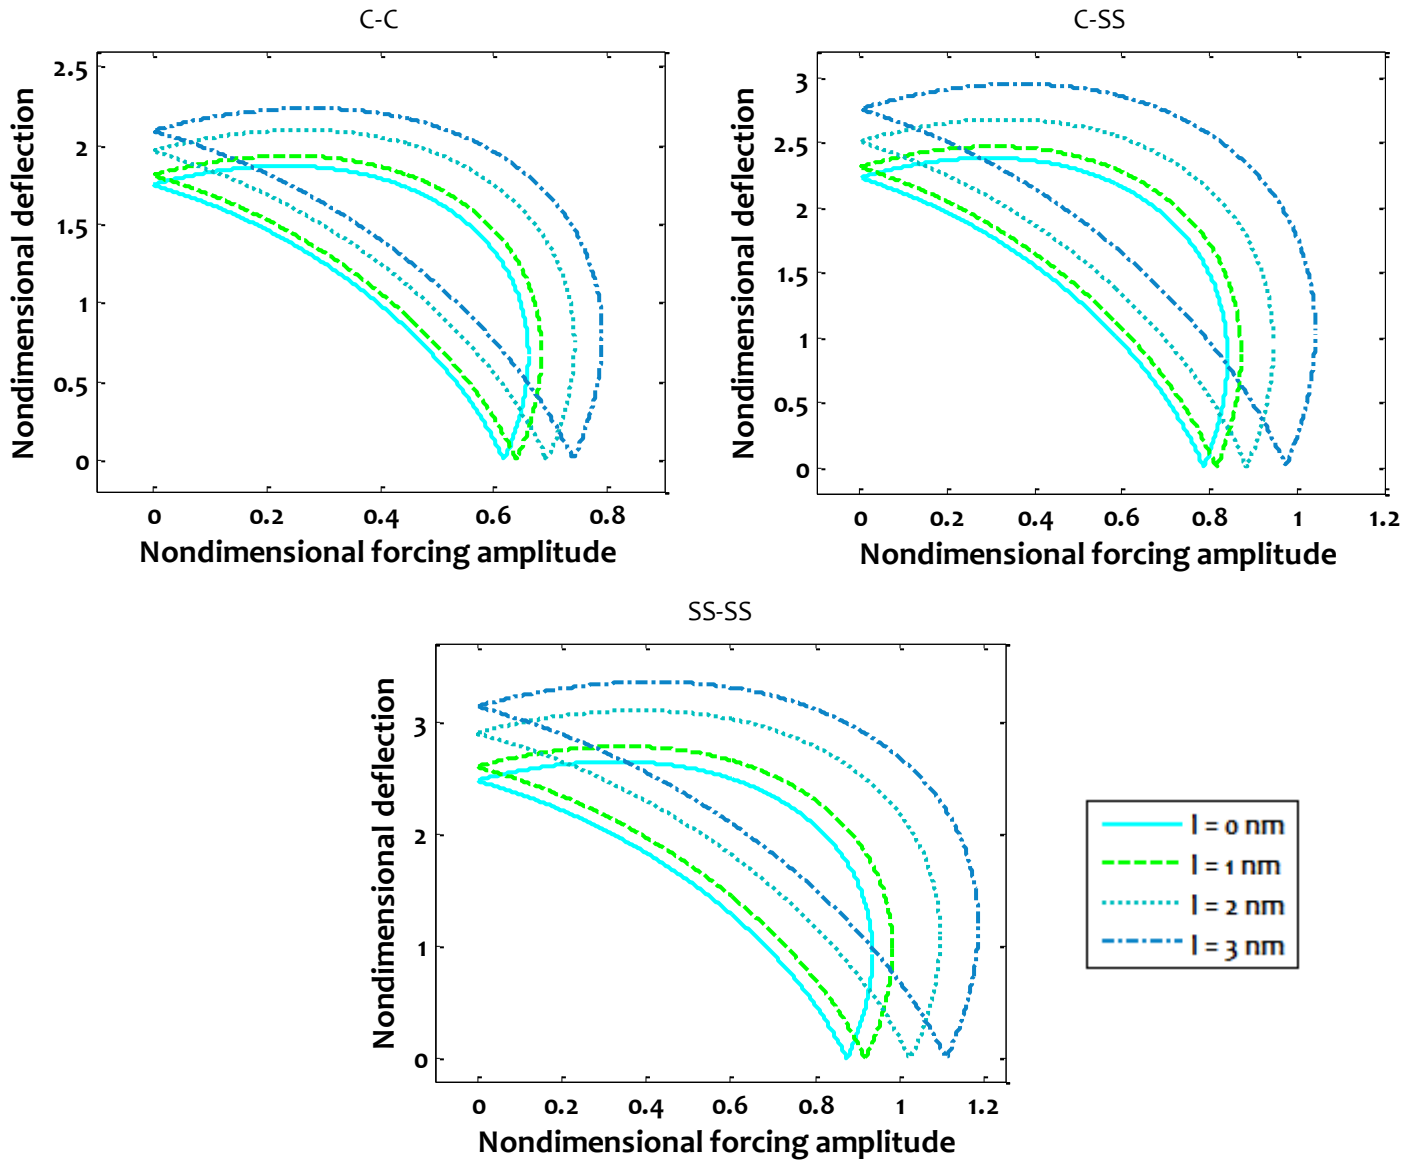 C-C
2.5
2
1.5
1
0.5
0
0 0.2 0.4 0.6 0.8
Nondimensional deflection
Nondimensional forcing amplitude
C-SS
3
2.5
2
1.5
1
0.5
0
0 0.2 0.4 0.6 0.8 1 1.2
Nondimensional deflection
Nondimensional forcing amplitude
SS-SS
3
2
1
0
0 0.2 0.4 0.6 0.8 1 1.2
Nondimensional deflection
Nondimensional forcing amplitude
l = 0 nm
l = 1 nm
l = 2 nm
l = 3 nm